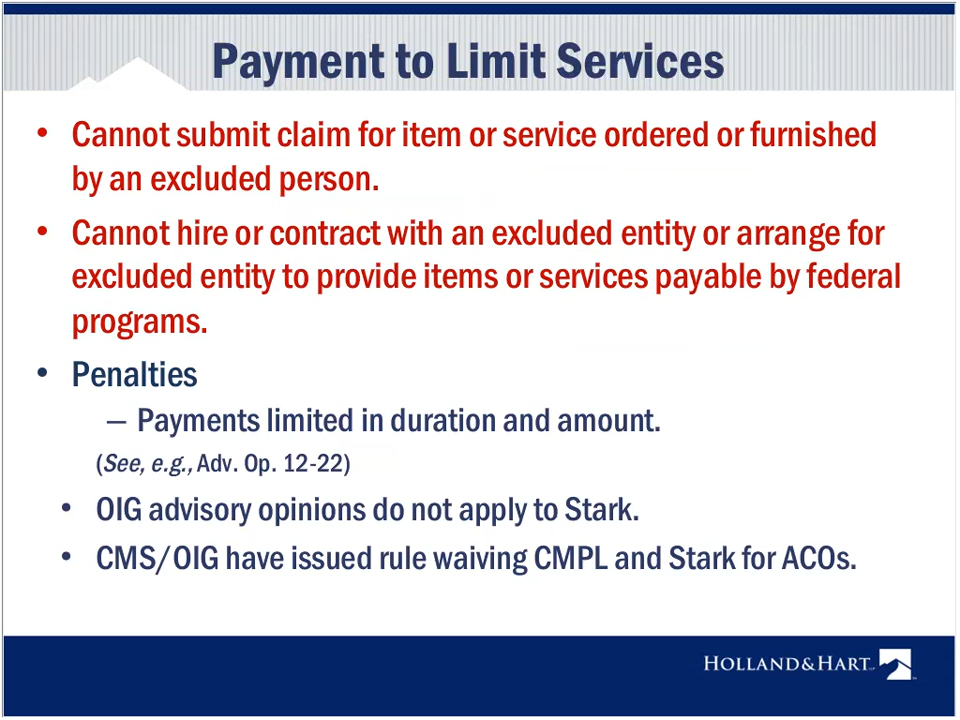 Payment to Limit Services
• Cannot submit claim for item or service ordered or furnished
by an excluded person.
• Cannot hire or contract with an excluded entity or arrange for
excluded entity to provide items or services payable by federal
programs.
• Penalties
– Payments limited in duration and amount.
(See, e.g., Adv. Op. 12-22)
• OIG advisory opinions do not apply to Stark.
• CMS/OIG have issued rule waiving CMPL and Stark for ACOs.
HOLLAND & HART